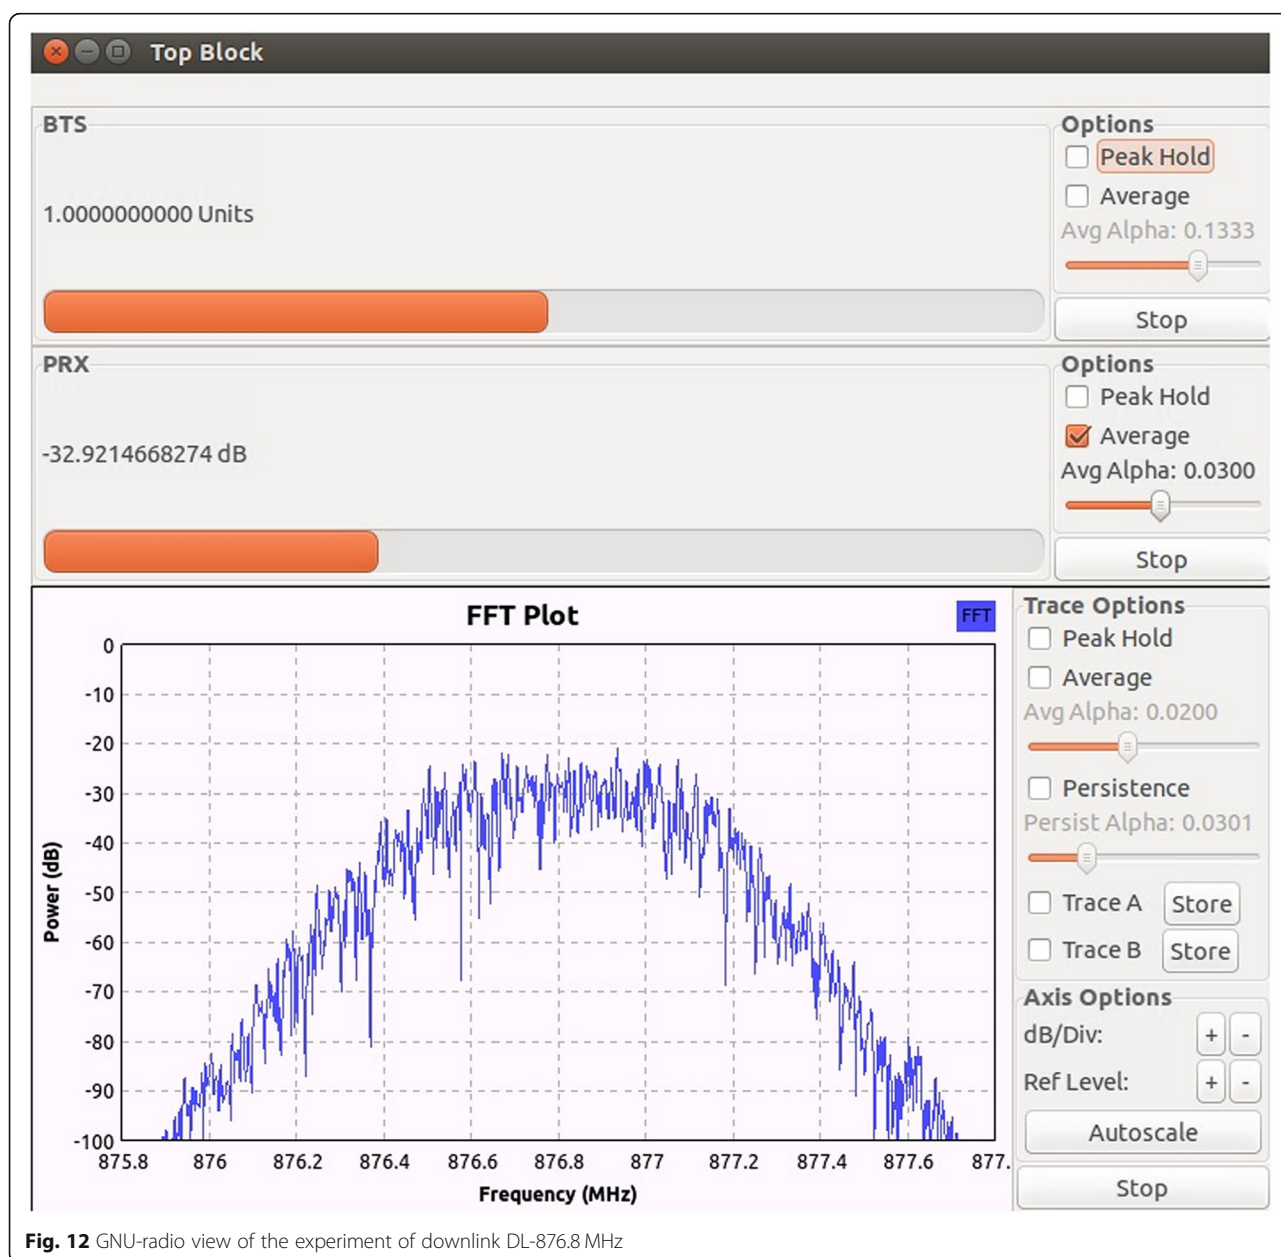 Top Block
BTS
1.0000000000 Units
Options
Peak Hold
Average
Avg Alpha: 0.1333
Stop
PRX
-32.9214668274 dB
Options
Peak Hold
Average
Avg Alpha: 0.0300
Stop
FFT Plot
FFT
0
-10
-20
-30
-40
-50
-60
-70
-80
-90
-100
Power (dB)
875.8 876 876.2 876.4 876.6 876.8 877 877.2 877.4 877.6 877.
Frequency (MHz)
Trace Options
Peak Hold
Average
Avg Alpha: 0.0200
Persistence
Persist Alpha: 0.0301
Trace A Store
Trace B Store
Axis Options
dB/Div: + -
Ref Level: + -
Autoscale
Stop
Fig. 12 GNU-radio view of the experiment of downlink DL-876.8 MHz